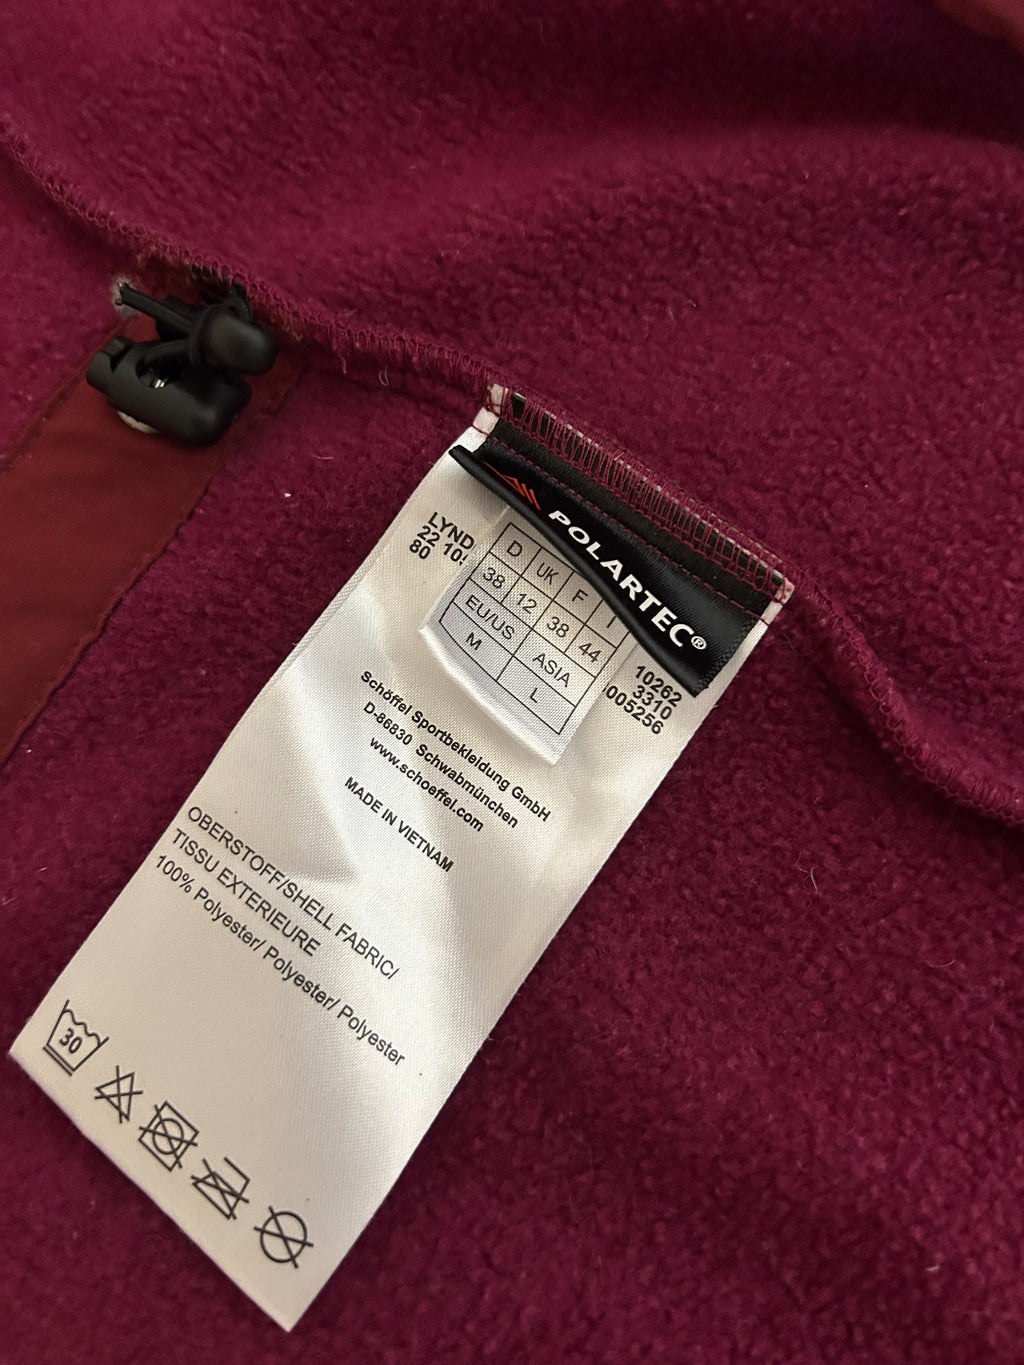 POLARTEC®
LYND
22 10
80
D UK F I
38 12 38 44
EU/US ASIA
M L
10262
3310
005256
Schöffel Sportbekleidung GmbH
D-86830 Schwabmünchen
www.schoeffel.com
MADE IN VIETNAM
OBERSTOFF/SHELL FABRIC/
TISSU EXTERIEURE
100% Polyester/ Polyester/ Polyester
30